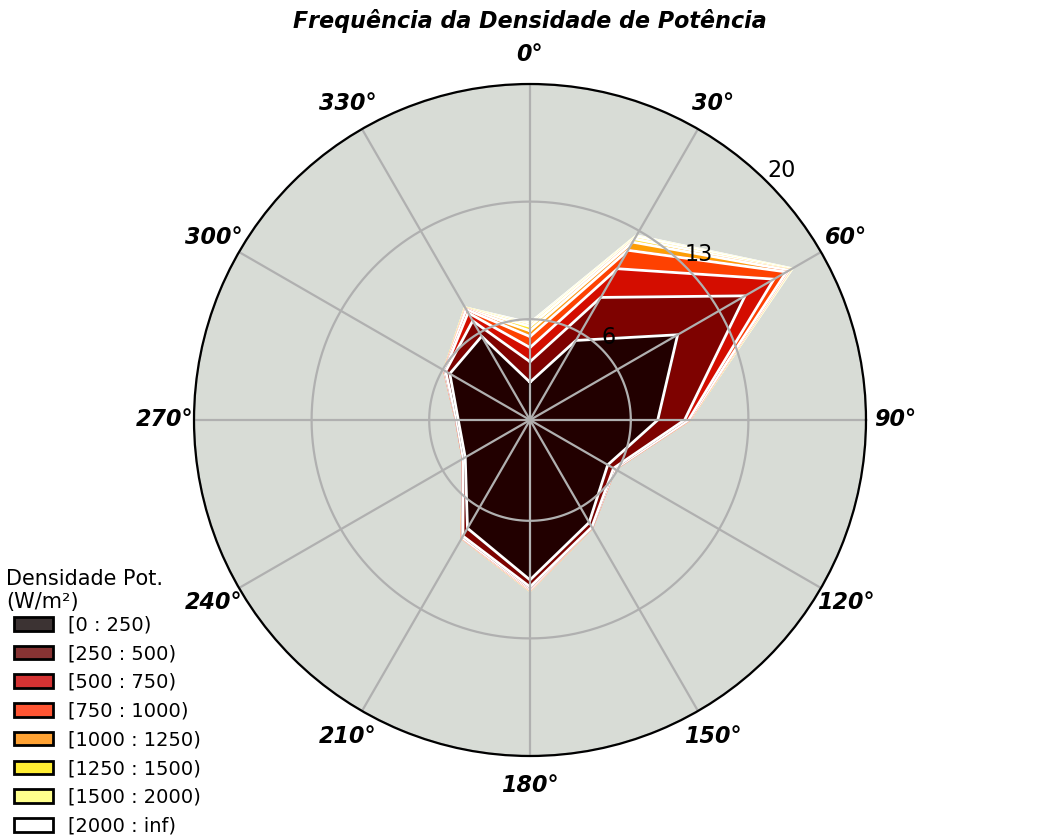 Frequência da Densidade de Potência
0°
330°
30°
20
300°
60°
13
6
270°
90°
240°
120°
210°
150°
180°
Densidade Pot.
(W/m²)
[0 : 250)
[250 : 500)
[500 : 750)
[750 : 1000)
[1000 : 1250)
[1250 : 1500)
[1500 : 2000)
[2000 : inf)